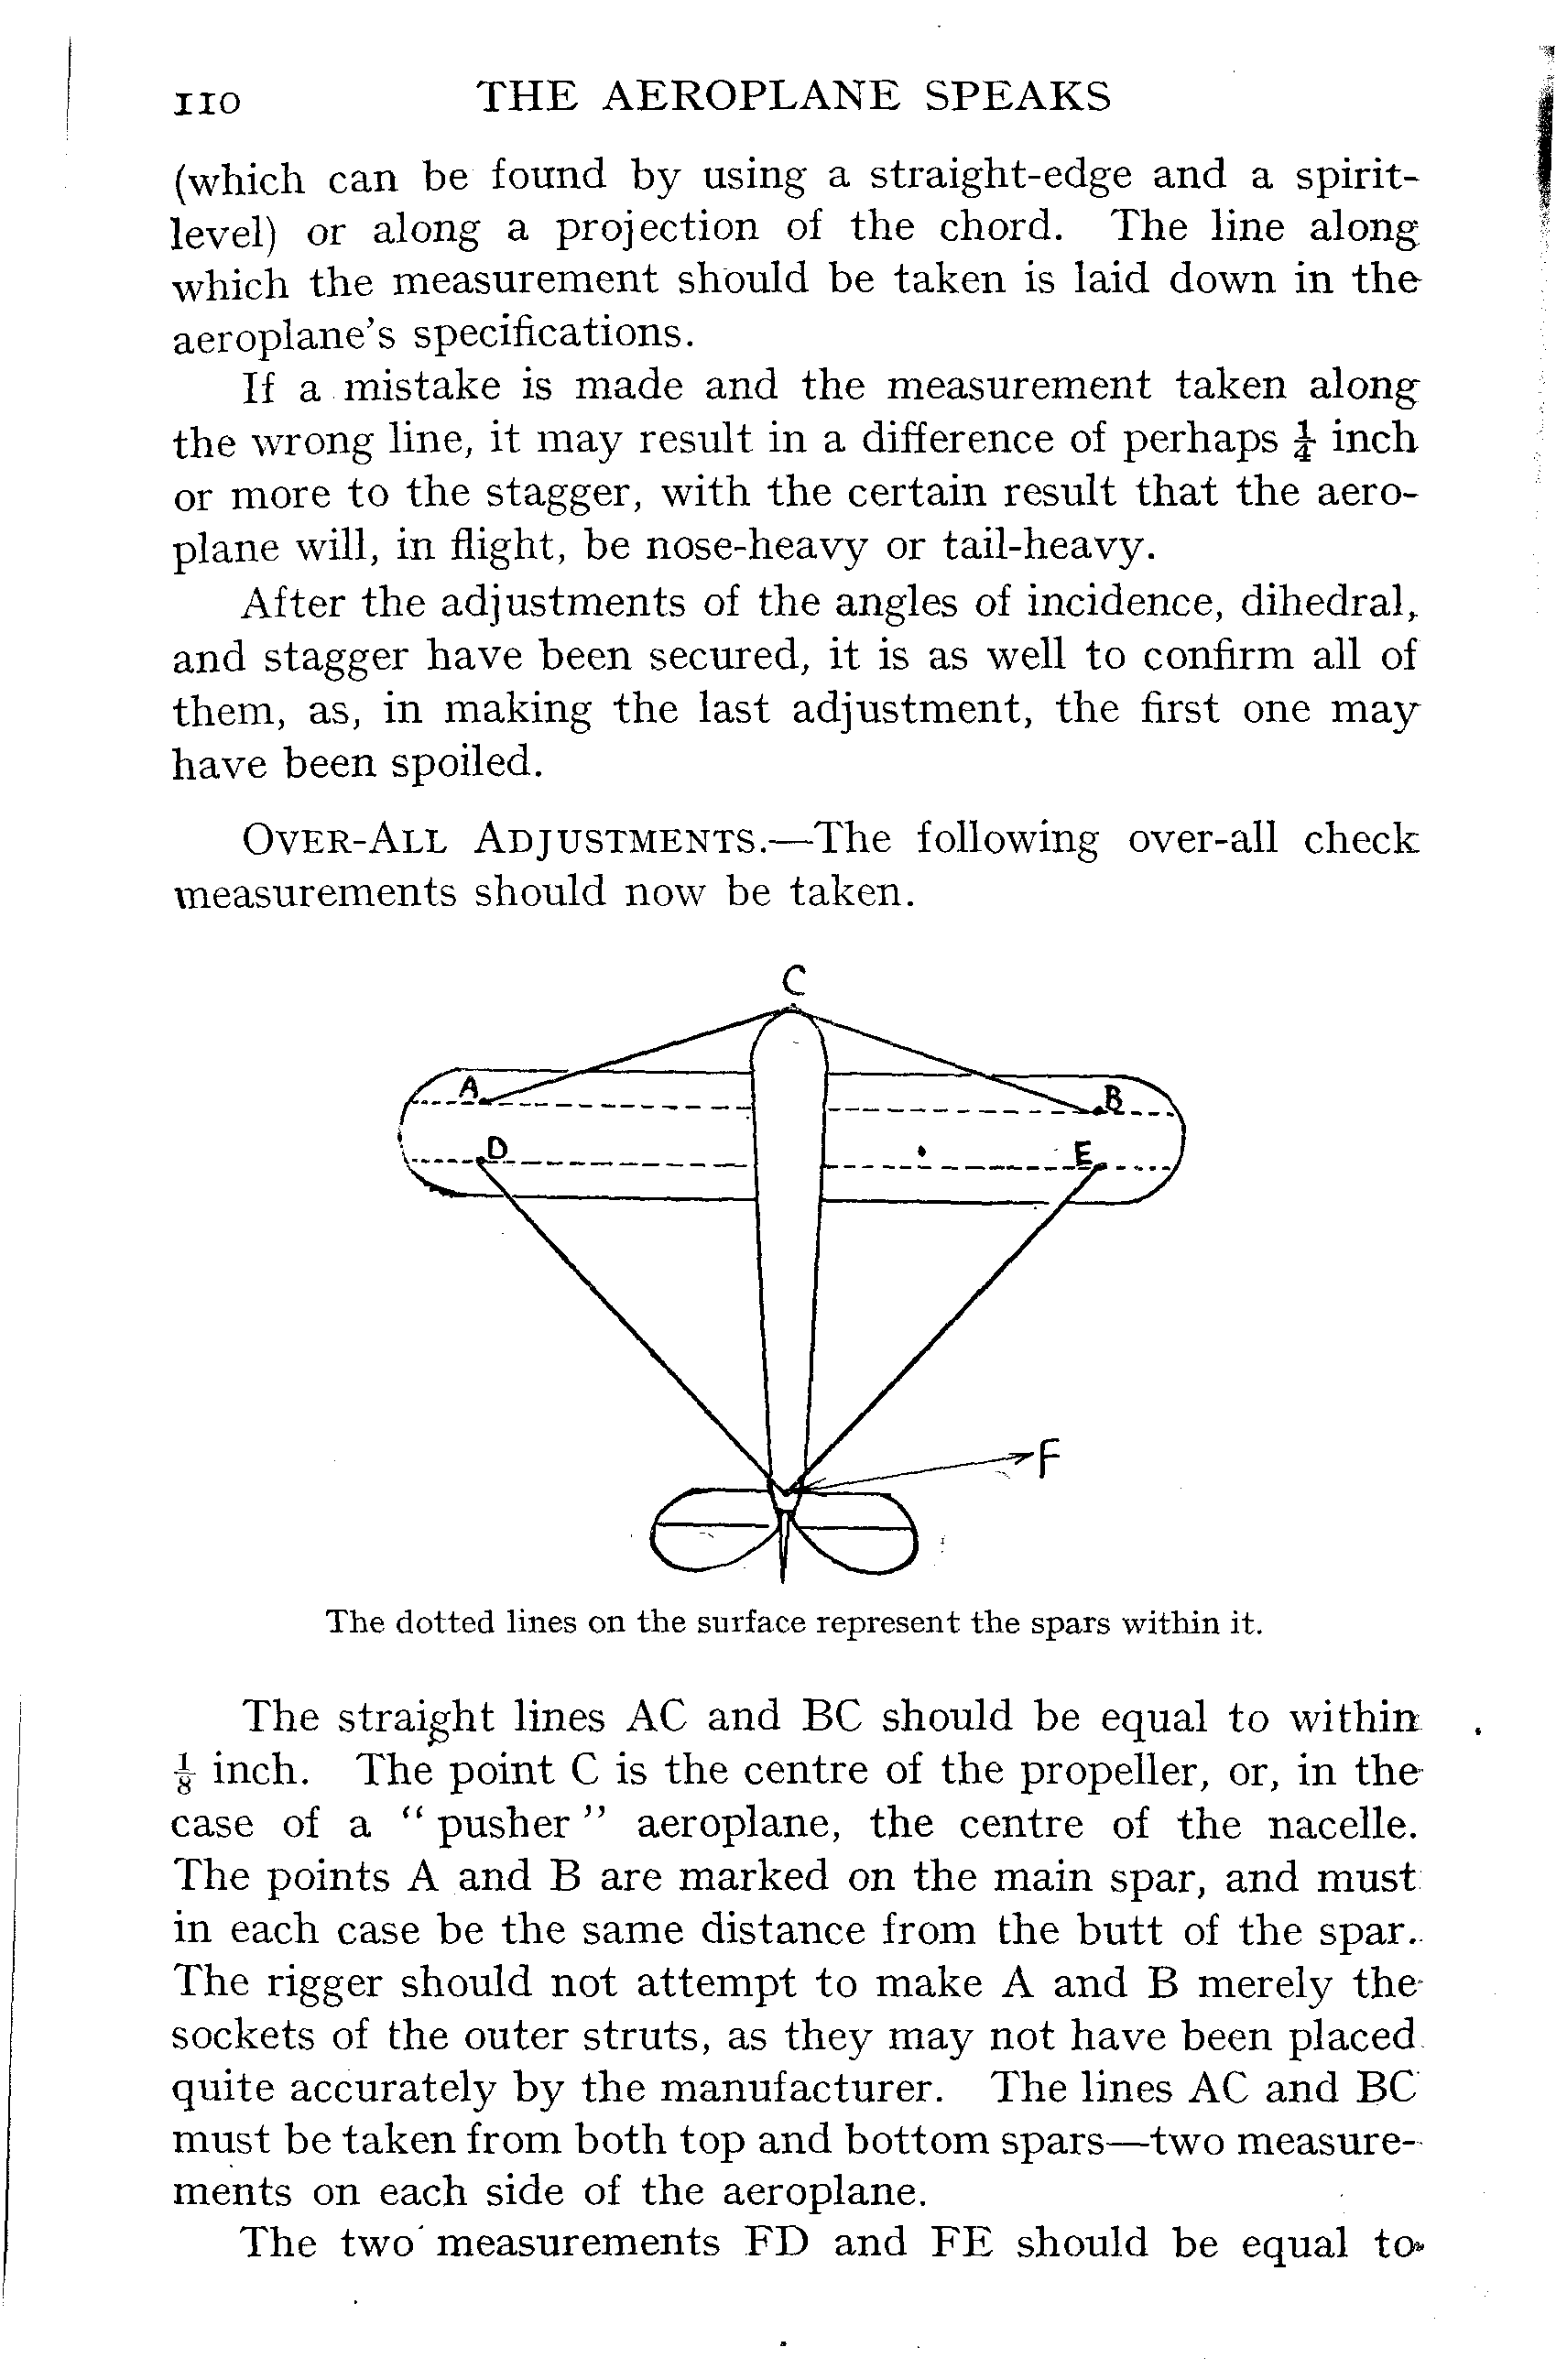 110 THE AEROPLANE SPEAKS
(which can be found by using a straight-edge and a spirit-
level) or along a projection of the chord. The line along
which the measurement should be taken is laid down in the
aeroplane's specifications.
If a mistake is made and the measurement taken along
the wrong line, it may result in a difference of perhaps ¼ inch
or more to the stagger, with the certain result that the aero-
plane will, in flight, be nose-heavy or tail-heavy.
After the adjustments of the angles of incidence, dihedral,
and stagger have been secured, it is as well to confirm all of
them, as, in making the last adjustment, the first one may
have been spoiled.
OVER-ALL ADJUSTMENTS.—The following over-all check
measurements should now be taken.
C
A
B
D
E
F
The dotted lines on the surface represent the spars within it.
The straight lines AC and BC should be equal to within
⅛ inch. The point C is the centre of the propeller, or, in the
case of a “ pusher ” aeroplane, the centre of the nacelle.
The points A and B are marked on the main spar, and must
in each case be the same distance from the butt of the spar.
The rigger should not attempt to make A and B merely the
sockets of the outer struts, as they may not have been placed
quite accurately by the manufacturer. The lines AC and BC
must be taken from both top and bottom spars—two measure-
ments on each side of the aeroplane.
The two measurements FD and FE should be equal to